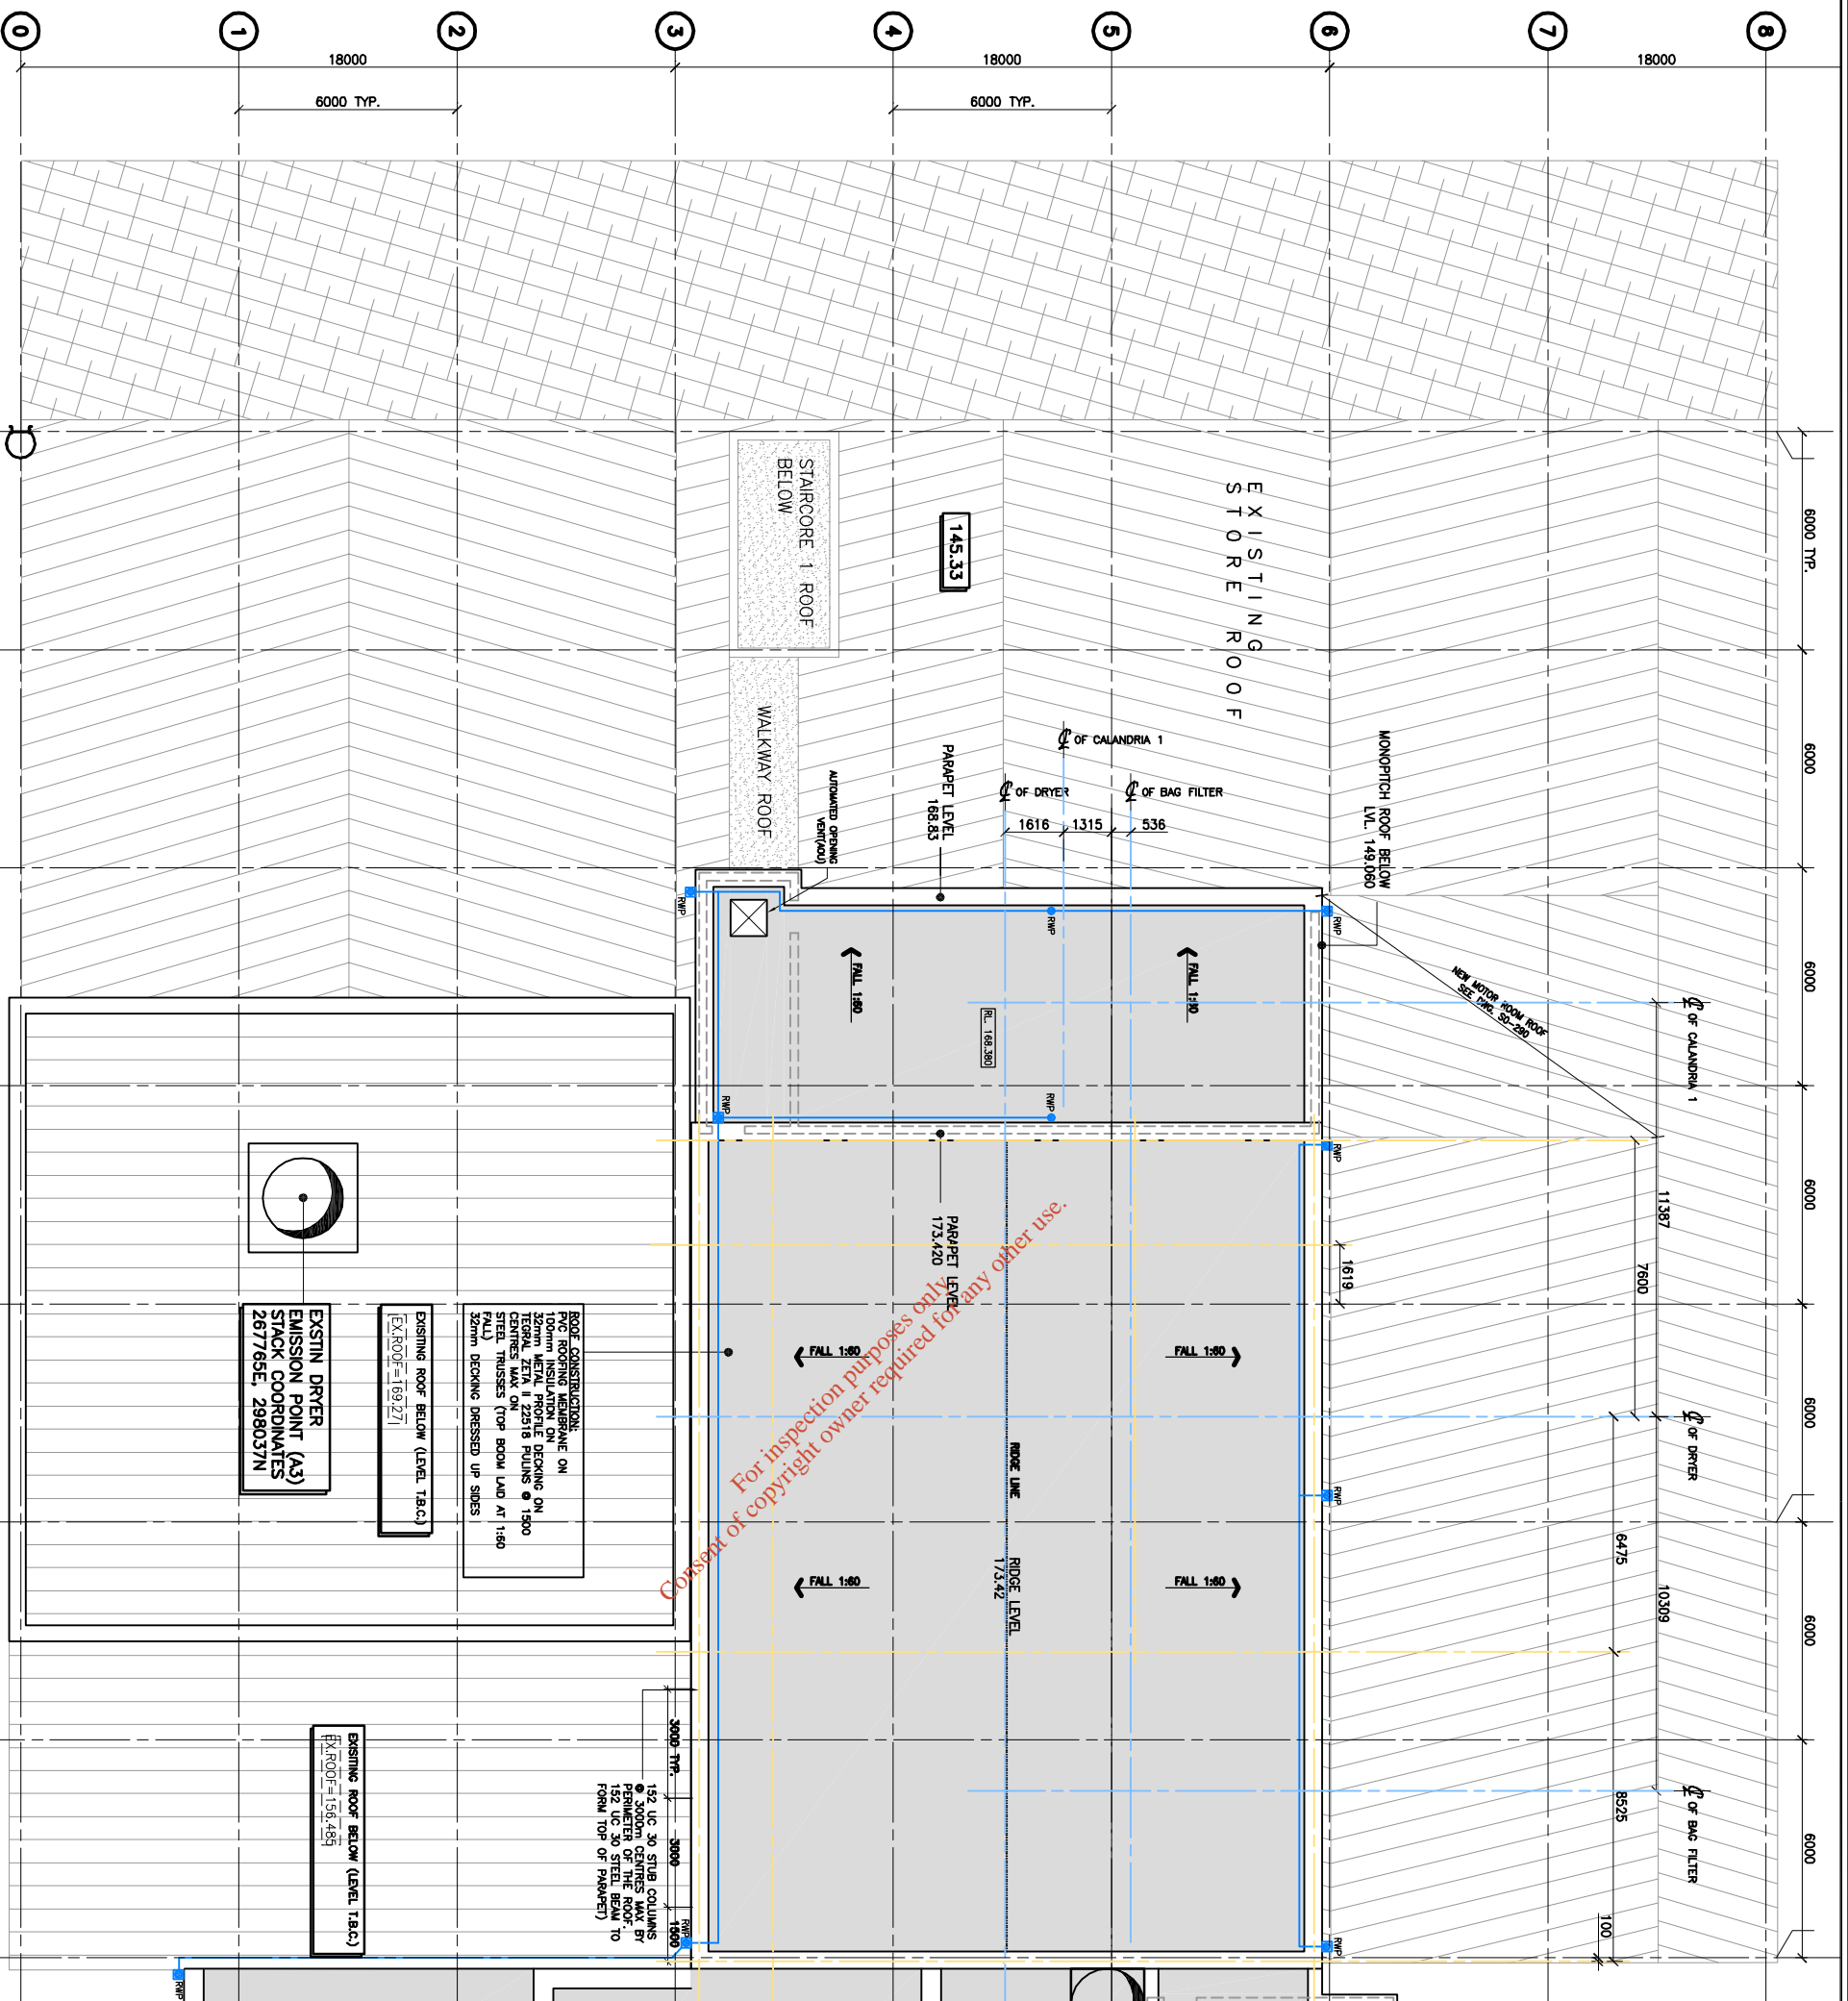 0
1
2
3
4
5
6
7
8
18000
18000
18000
6000 TYP.
6000 TYP.
STAIRCORE 1 ROOF
BELOW
145.33
EXISTING
STORE ROOF
6000 TYP.
WALKWAY ROOF
AUTOMATED OPENING
VENT(AOU)
PARAPET LEVEL
168.83
℄ OF CALANDRIA 1
℄ OF DRYER
℄ OF BAG FILTER
1616
1315
536
MONOPITCH ROOF BELOW
LVL. 149.060
6000
RWP
RWP
RWP
FALL 1:60
FALL 1:60
RL. 168.380
NEW MOTOR ROOM ROOF
SEE DWG. SO-290
℄ OF CALANDRIA 1
6000
RWP
RWP
RWP
PARAPET LEVEL
173.420
1619
11387
7600
6000
EXSTIN DRYER
EMISSION POINT (A3)
STACK COORDINATES
267765E, 298037N
EXISITING ROOF BELOW (LEVEL T.B.C.)
EX.ROOF=169.271
ROOF CONSTRUCTION:
PVC ROOFING MEMBRANE ON
100mm INSULATION ON
32mm METAL PROFILE DECKING ON
TEGRAL ZETA II 22518 PULINS @ 1500
CENTRES MAX ON
STEEL TRUSSES (TOP BOOM LAID AT 1:60
FALL)
32mm DECKING DRESSED UP SIDES
FALL 1:60
FALL 1:60
℄ OF DRYER
6000
RIDGE LINE
RWP
RIDGE LEVEL
173.42
FALL 1:60
FALL 1:60
6475
10309
6000
For inspection purposes only.
Consent of copyright owner required for any other use.
EXISITING ROOF BELOW (LEVEL T.B.C.)
EX.ROOF=156.485
3000 TYP.
3000
1500
152 UC 30 STUB COLUMNS
@ 3000m CENTRES MAX BY
PERIMETER OF THE ROOF.
152 UC 30 STEEL BEAM TO
FORM TOP OF PARAPET)
8525
℄ OF BAG FILTER
6000
100
RWP
RWP
RWP